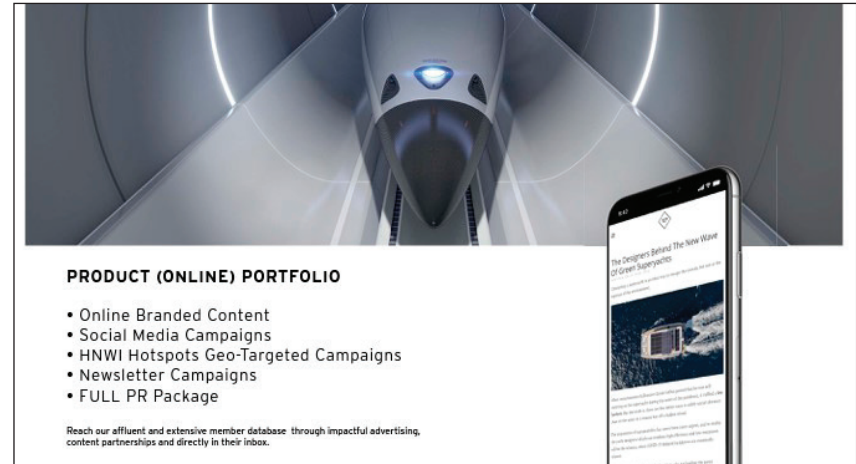 PRODUCT (ONLINE) PORTFOLIO
• Online Branded Content
• Social Media Campaigns
• HNWI Hotspots Geo-Targeted Campaigns
• Newsletter Campaigns
• FULL PR Package
Reach our affluent and extensive member database through impactful advertising,
content partnerships and directly in their inbox.
9:42
The Designers Behind The New Wave
Of Green Superyachts